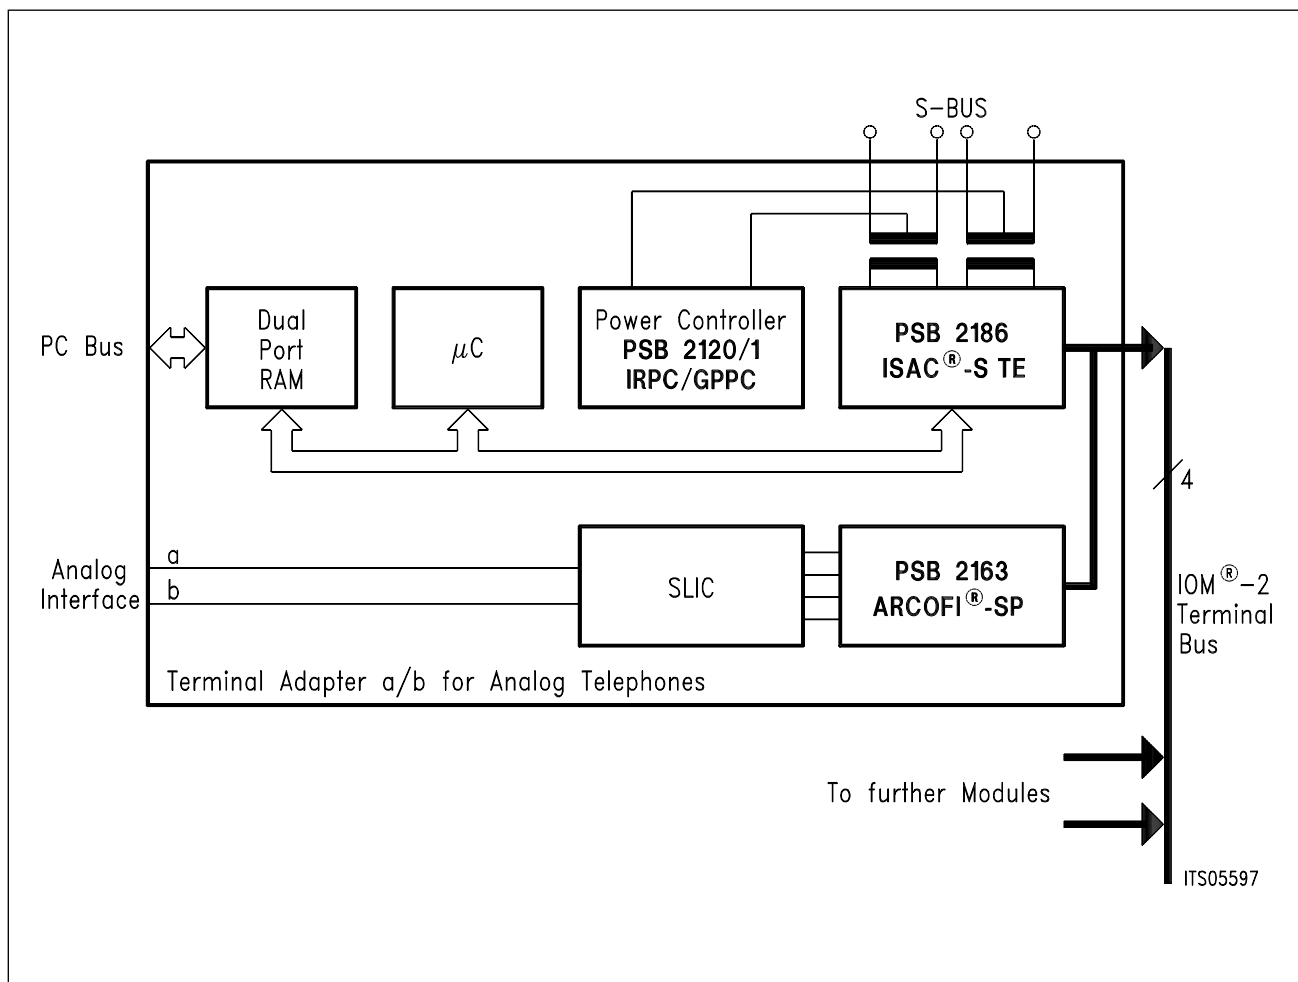 S-BUS
PC Bus
Dual
Port
RAM
μC
Power Controller
PSB 2120/1
IRPC/GPPC
PSB 2186
ISAC®-S TE
4
Analog
Interface
a
b
SLIC
PSB 2163
ARCOFI®-SP
IOM®-2
Terminal
Bus
Terminal Adapter a/b for Analog Telephones
To further Modules
ITS05597